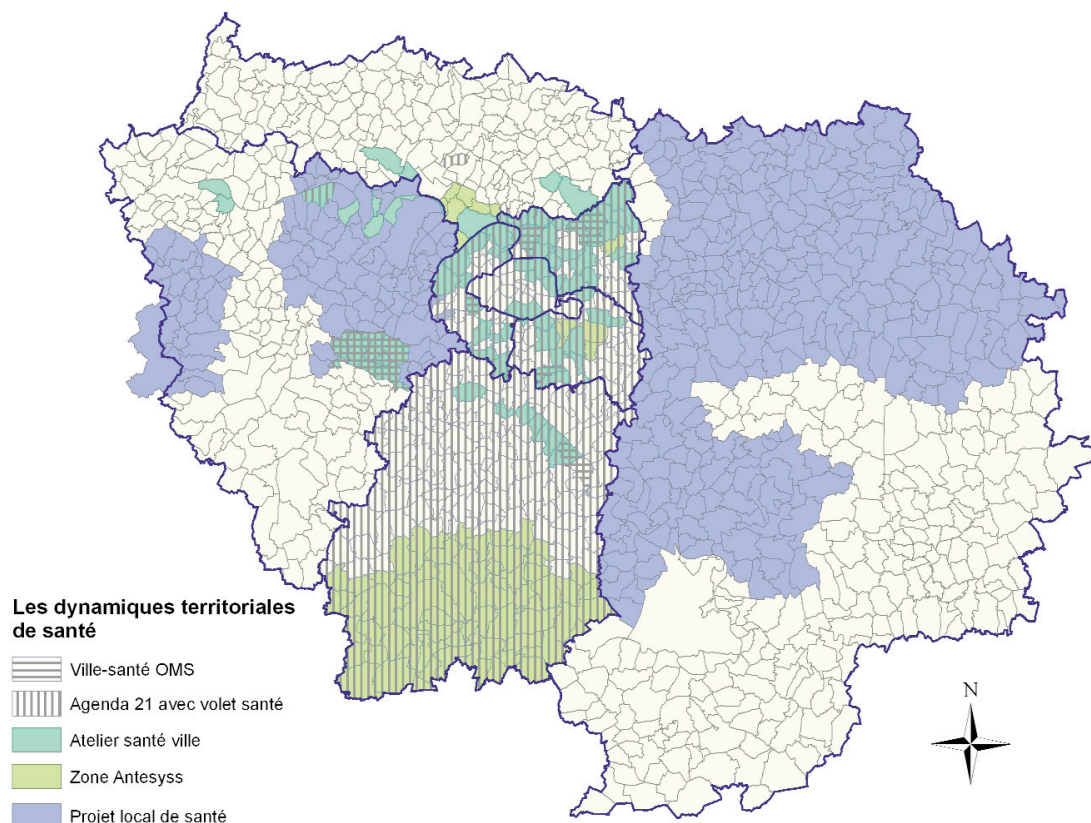 Les dynamiques territoriales
de santé
Ville-santé OMS
Agenda 21 avec volet santé
Atelier santé ville
Zone Antesyss
Projet local de santé
N